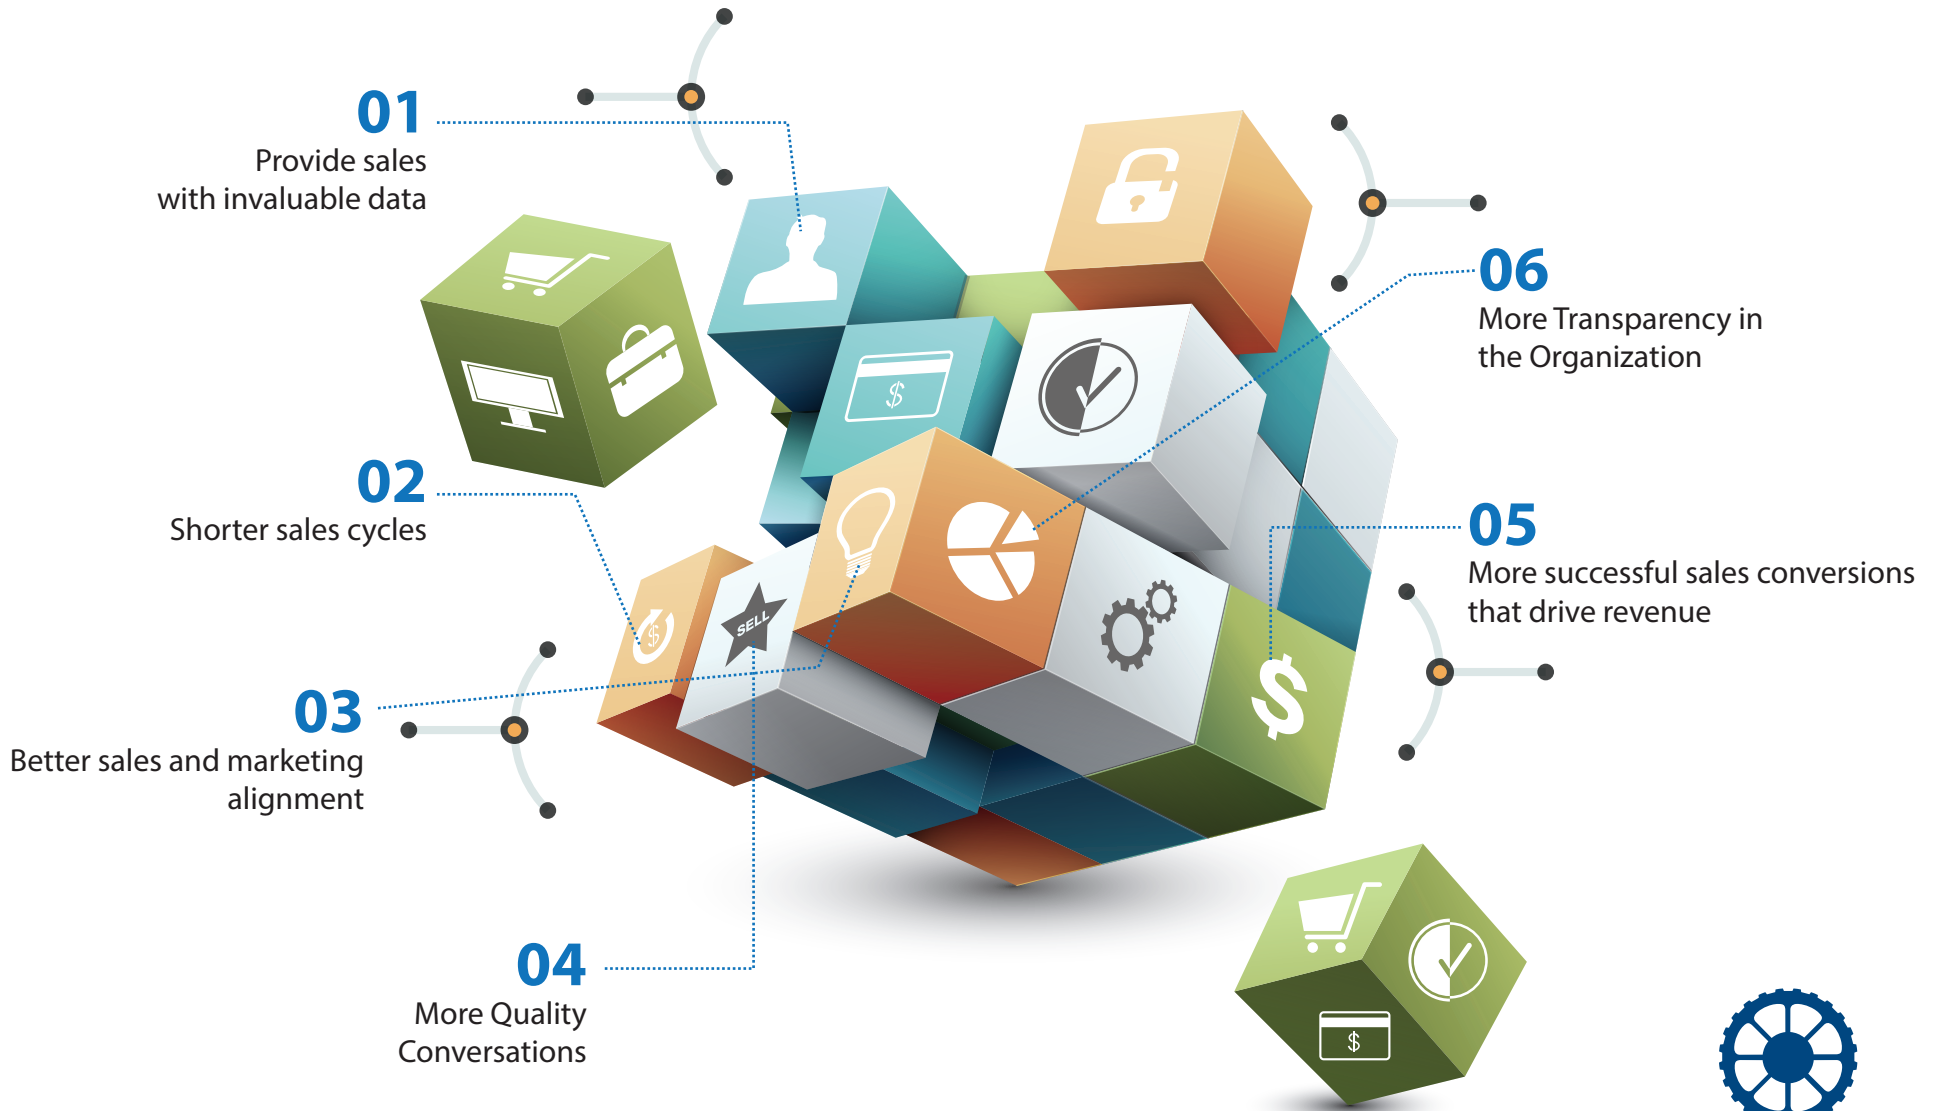 01
Provide sales
with invaluable data
02
Shorter sales cycles
03
Better sales and marketing
alignment
04
More Quality
Conversations
05
More successful sales conversions
that drive revenue
06
More Transparency in
the Organization
$
$
SELL
$
$